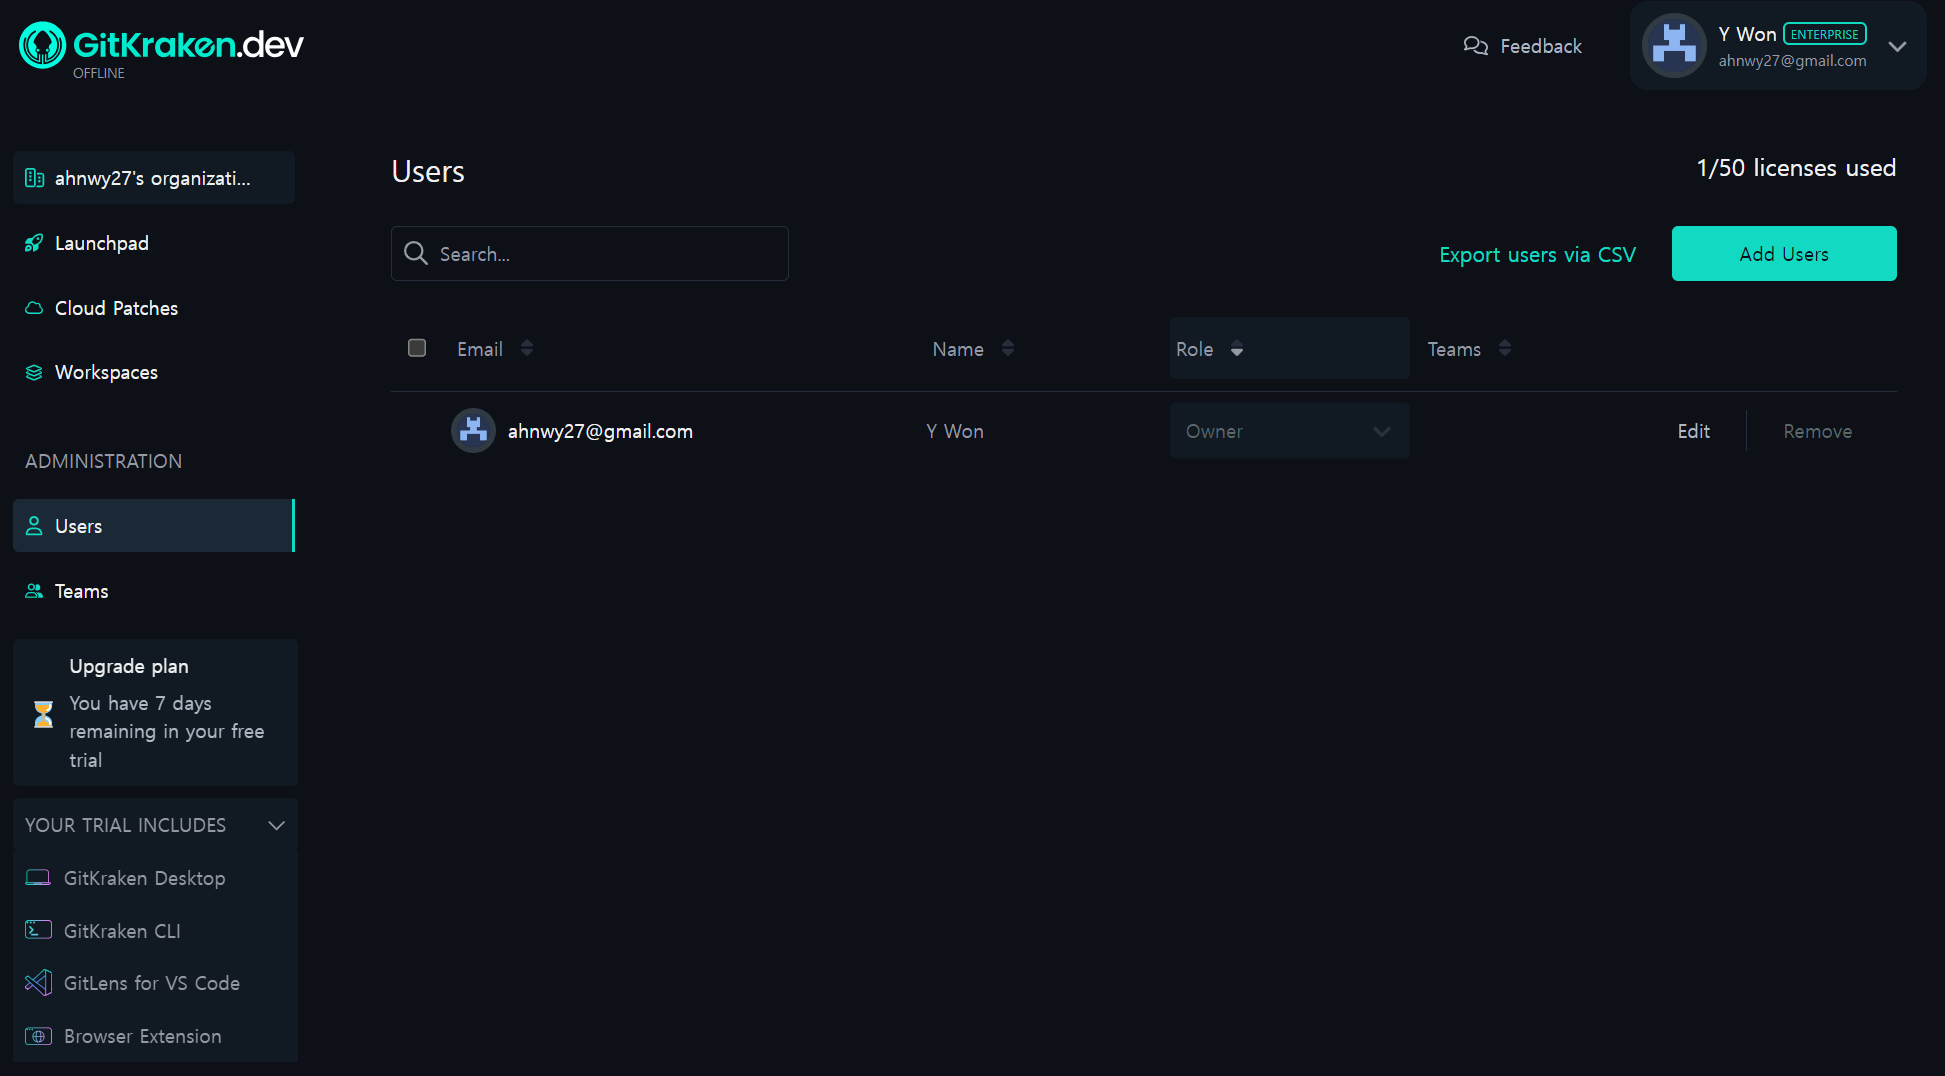 GitKraken.dev
OFFLINE
Feedback
Y Won ENTERPRISE
ahnwy27@gmail.com
ahnwy27's organizati...
Launchpad
Cloud Patches
Workspaces
ADMINISTRATION
Users
Teams
Upgrade plan
You have 7 days
remaining in your free
trial
YOUR TRIAL INCLUDES
GitKraken Desktop
GitKraken CLI
GitLens for VS Code
Browser Extension
Users
1/50 licenses used
Search...
Export users via CSV
Add Users
Email Name Role Teams
ahnwy27@gmail.com Y Won Owner Edit Remove